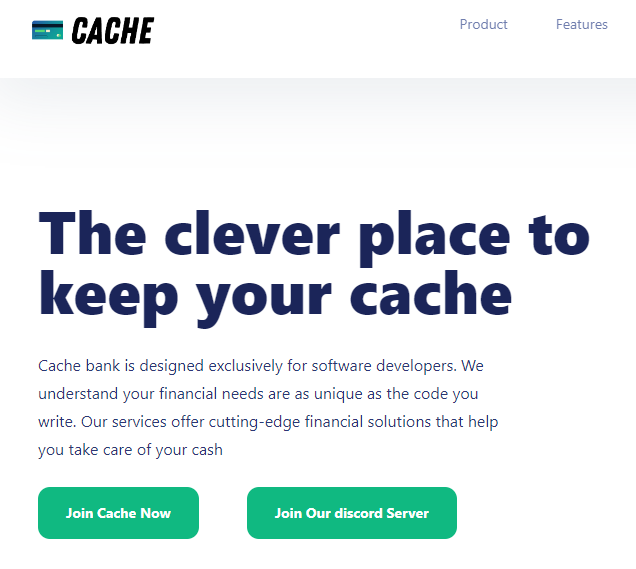 CACHE
Product Features
The clever place to
keep your cache
Cache bank is designed exclusively for software developers. We
understand your financial needs are as unique as the code you
write. Our services offer cutting-edge financial solutions that help
you take care of your cash
Join Cache Now Join Our discord Server